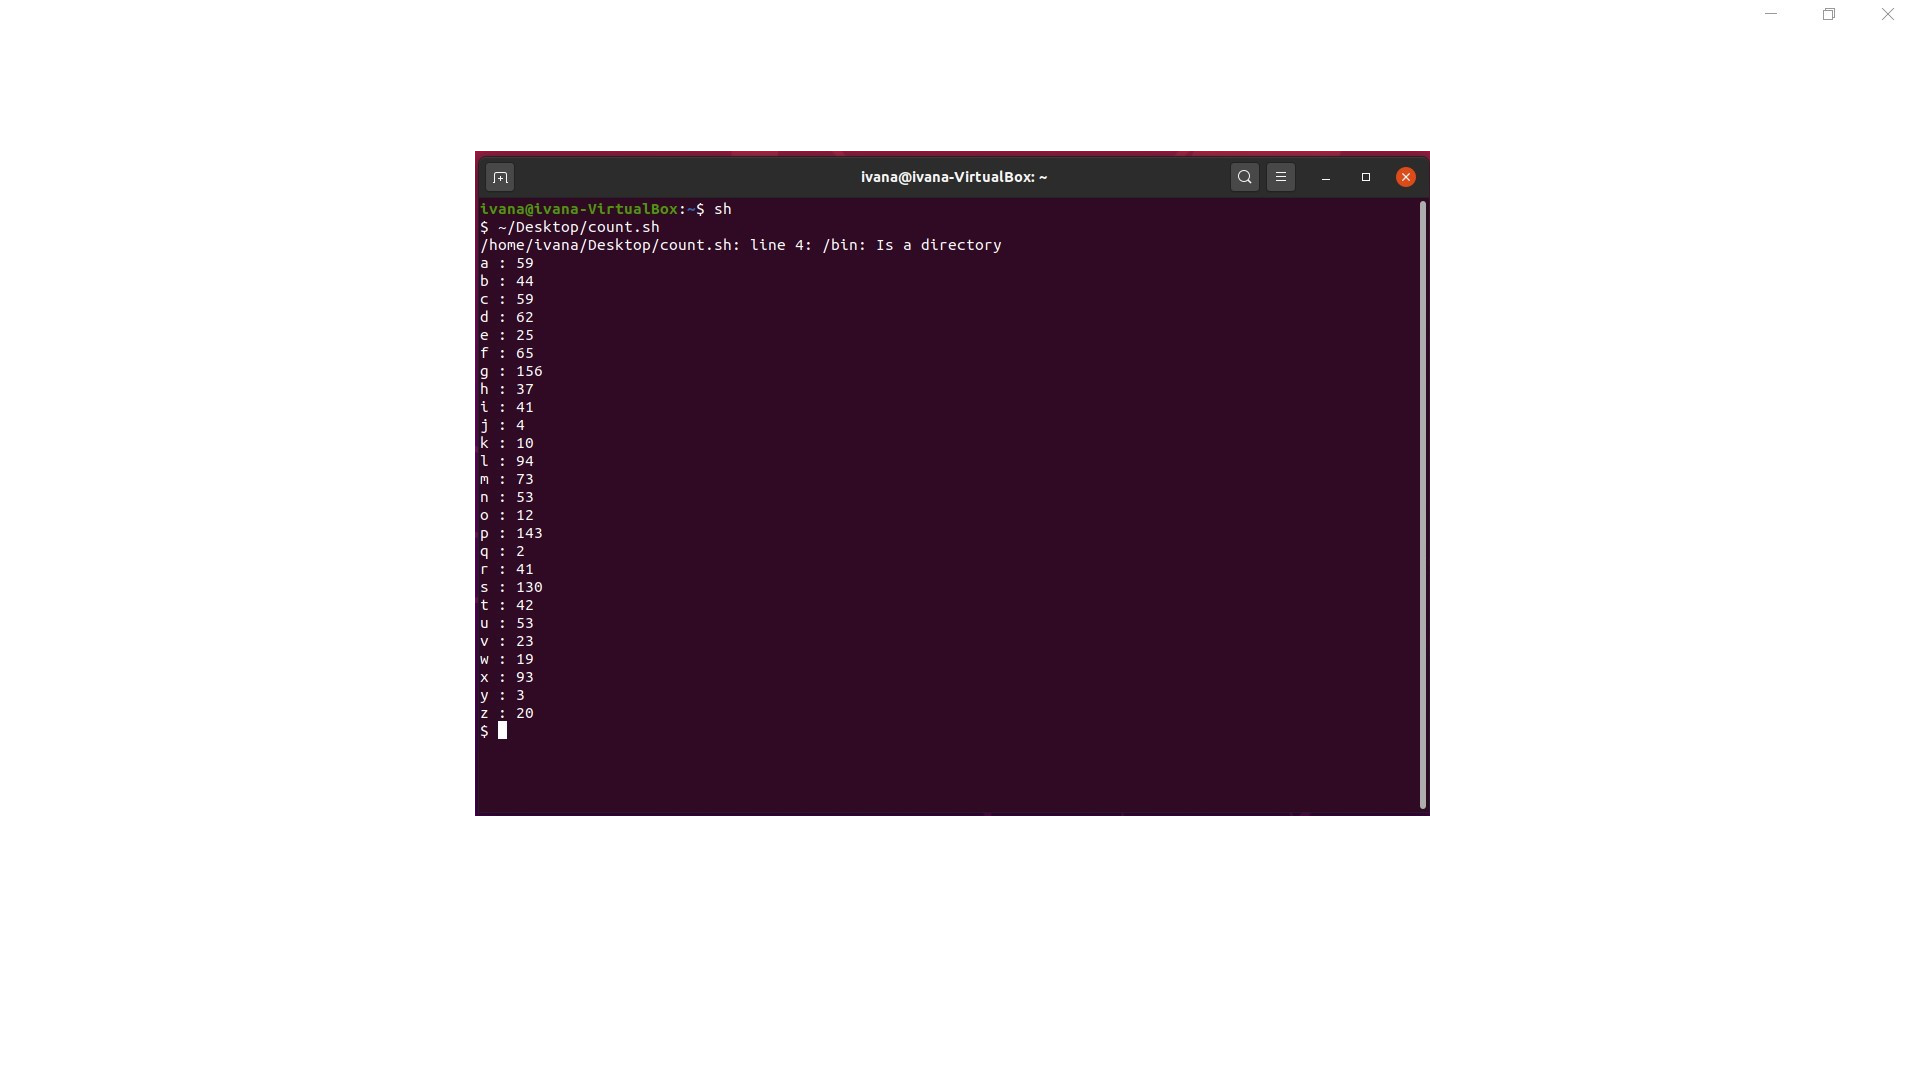 ivana@ivana-VirtualBox: ~
ivana@ivana-VirtualBox:~$ sh
$ ~/Desktop/count.sh
/home/ivana/Desktop/count.sh: line 4: /bin: Is a directory
a : 59
b : 44
c : 59
d : 62
e : 25
f : 65
g : 156
h : 37
i : 41
j : 4
k : 10
l : 94
m : 73
n : 53
o : 12
p : 143
q : 2
r : 41
s : 130
t : 42
u : 53
v : 23
w : 19
x : 93
y : 3
z : 20
$